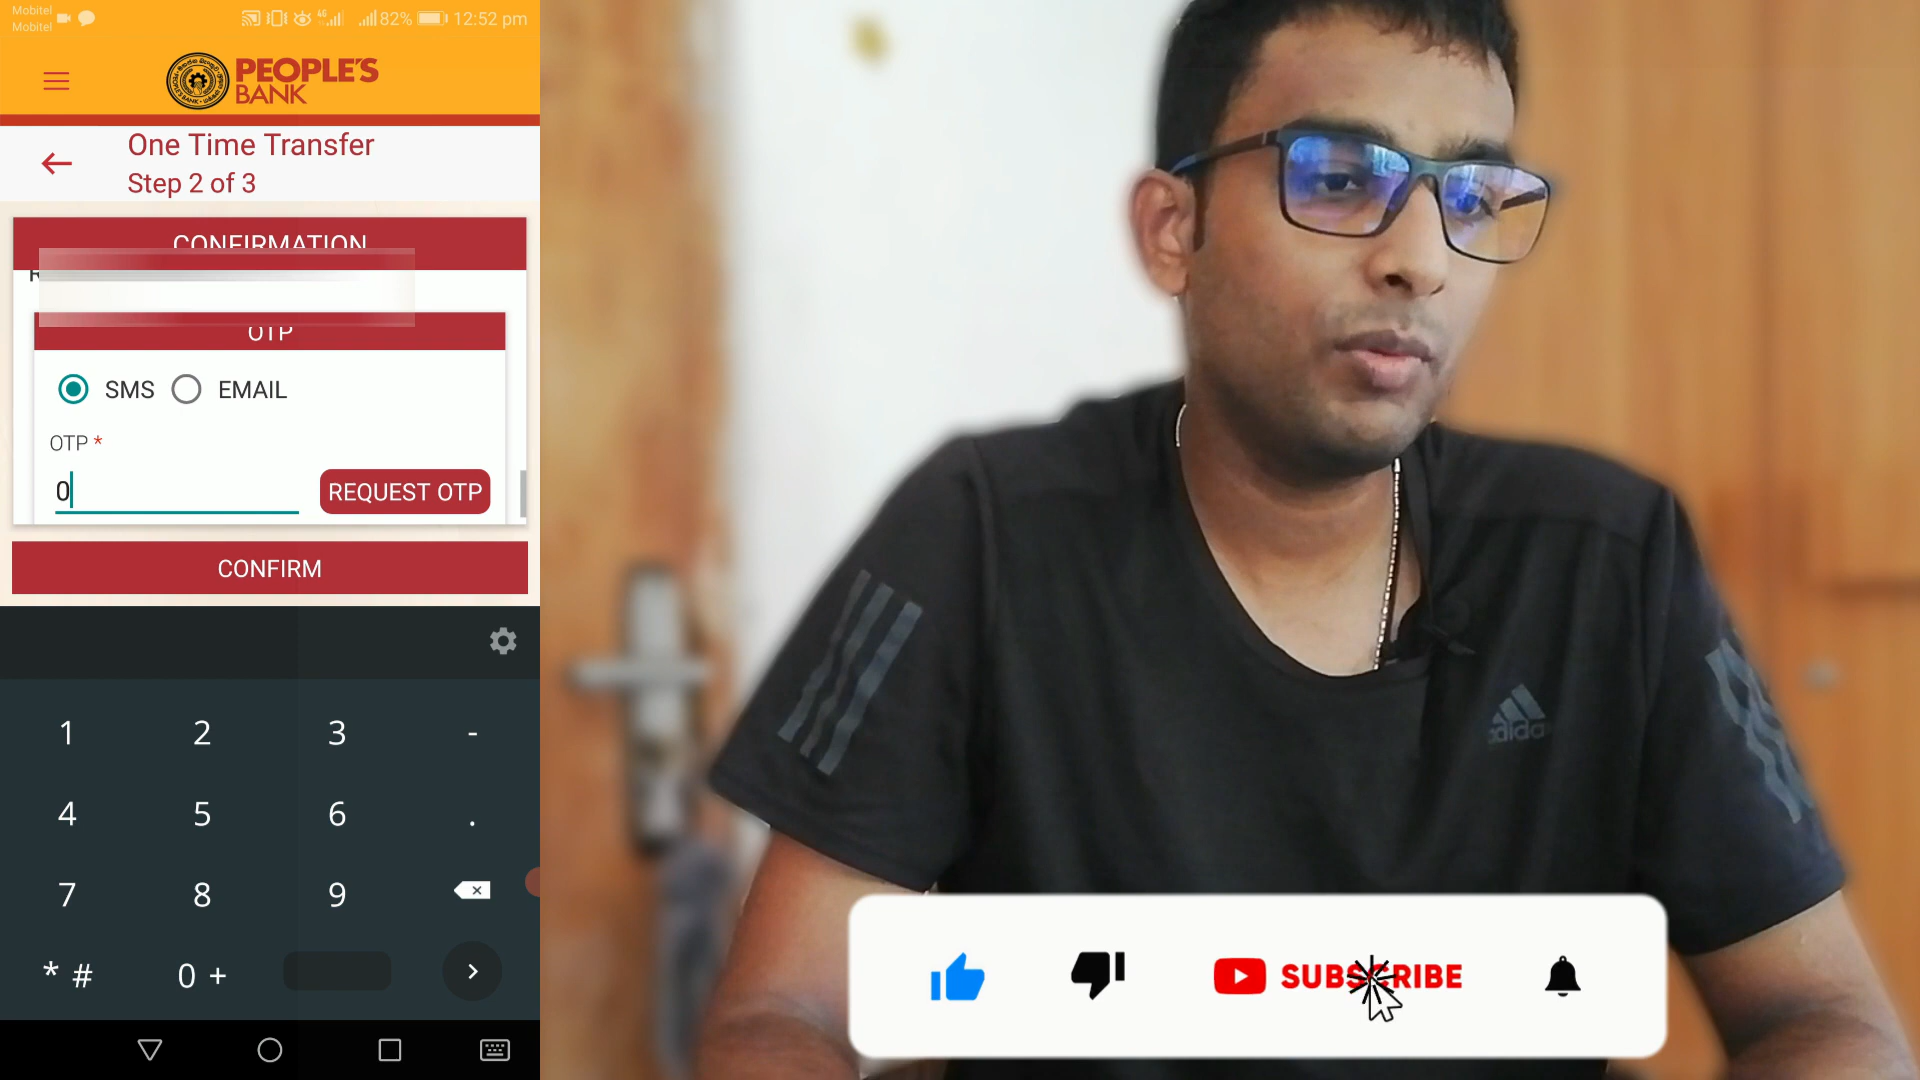 Mobitel
Mobitel
4G
82%
12:52 pm
PEOPLE'S
BANK
One Time Transfer
Step 2 of 3
CONFIRMATION
OTP
SMS
EMAIL
OTP *
0
REQUEST OTP
CONFIRM
1 2 3 -
4 5 6 .
7 8 9
* # 0 +
adidas
SUBSCRIBE